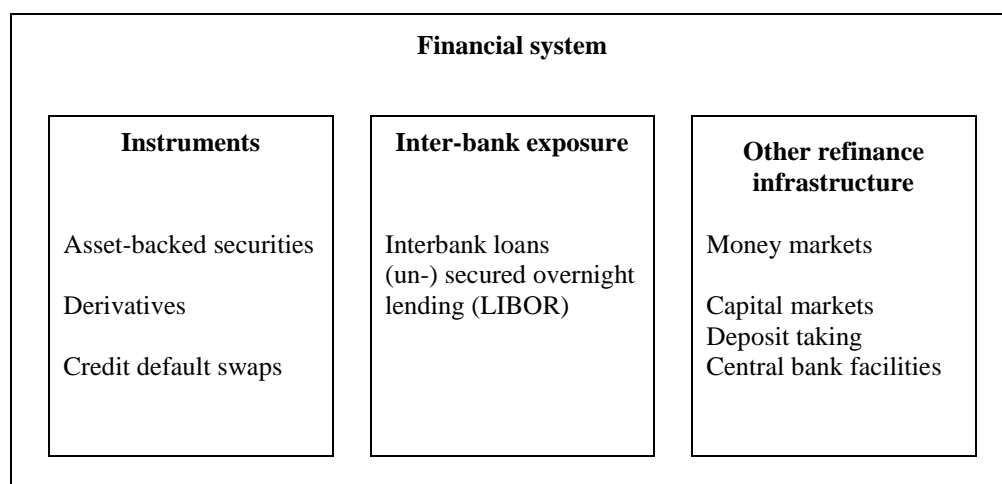 Financial system
Instruments
Asset-backed securities
Derivatives
Credit default swaps
Inter-bank exposure
Interbank loans
(un-) secured overnight
lending (LIBOR)
Other refinance
infrastructure
Money markets
Capital markets
Deposit taking
Central bank facilities